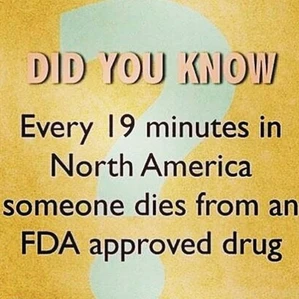 DID YOU KNOW
Every 19 minutes in
North America
someone dies from an
FDA approved drug